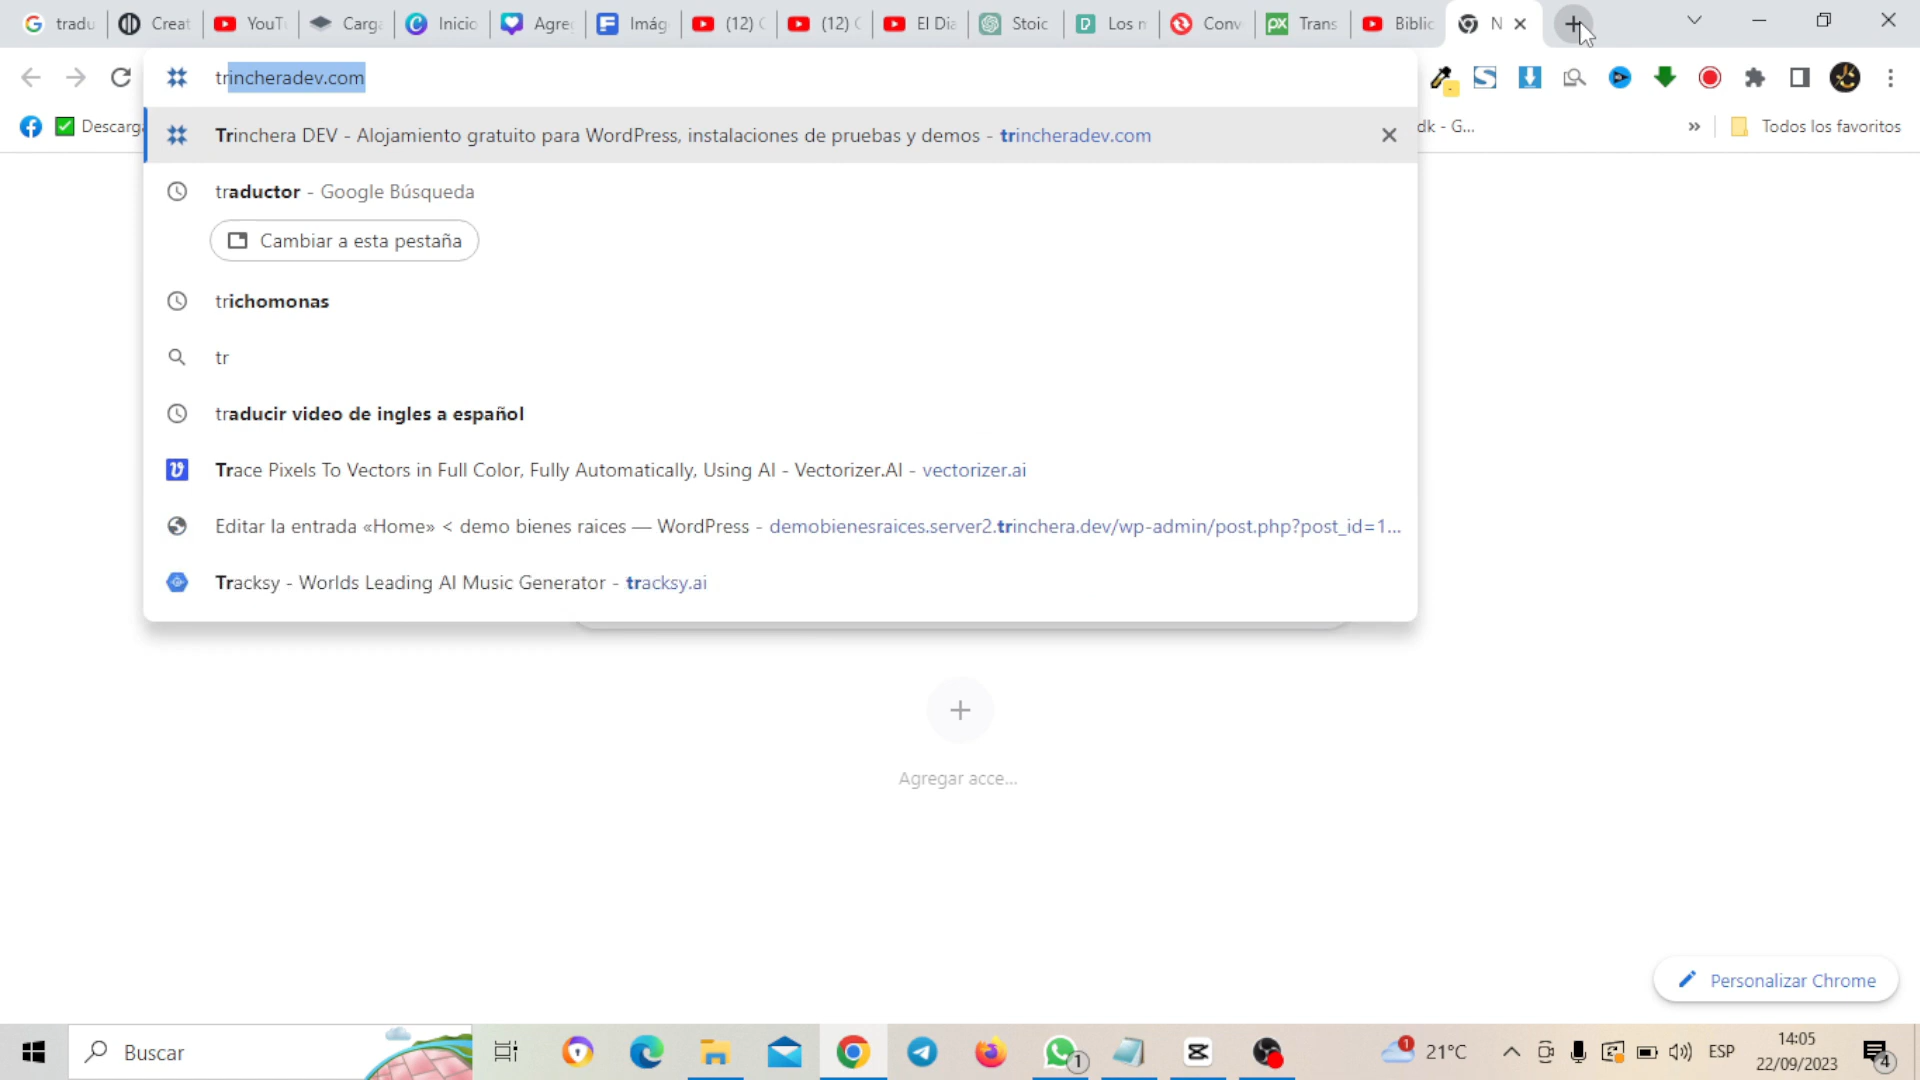 tradu Creat YouT Carga Inicio Agre Imág (12) (12) El Dia Stoic Los Conv Trans Biblic N
trincheradev.com
Descarg dk - G... » Todos los favoritos
Trinchera DEV - Alojamiento gratuito para WordPress, instalaciones de pruebas y demos - trincheradev.com
traductor - Google Búsqueda
Cambiar a esta pestaña
trichomonas
tr
traducir video de ingles a español
Trace Pixels To Vectors in Full Color, Fully Automatically, Using AI - Vectorizer.AI - vectorizer.ai
Editar la entrada «Home» < demo bienes raices — WordPress - demobienesraices.server2.trinchera.dev/wp-admin/post.php?post_id=1...
Tracksy - Worlds Leading AI Music Generator - tracksy.ai
Agregar acce...
Personalizar Chrome
Buscar 1 1 21°C ESP 14:05
22/09/2023 4